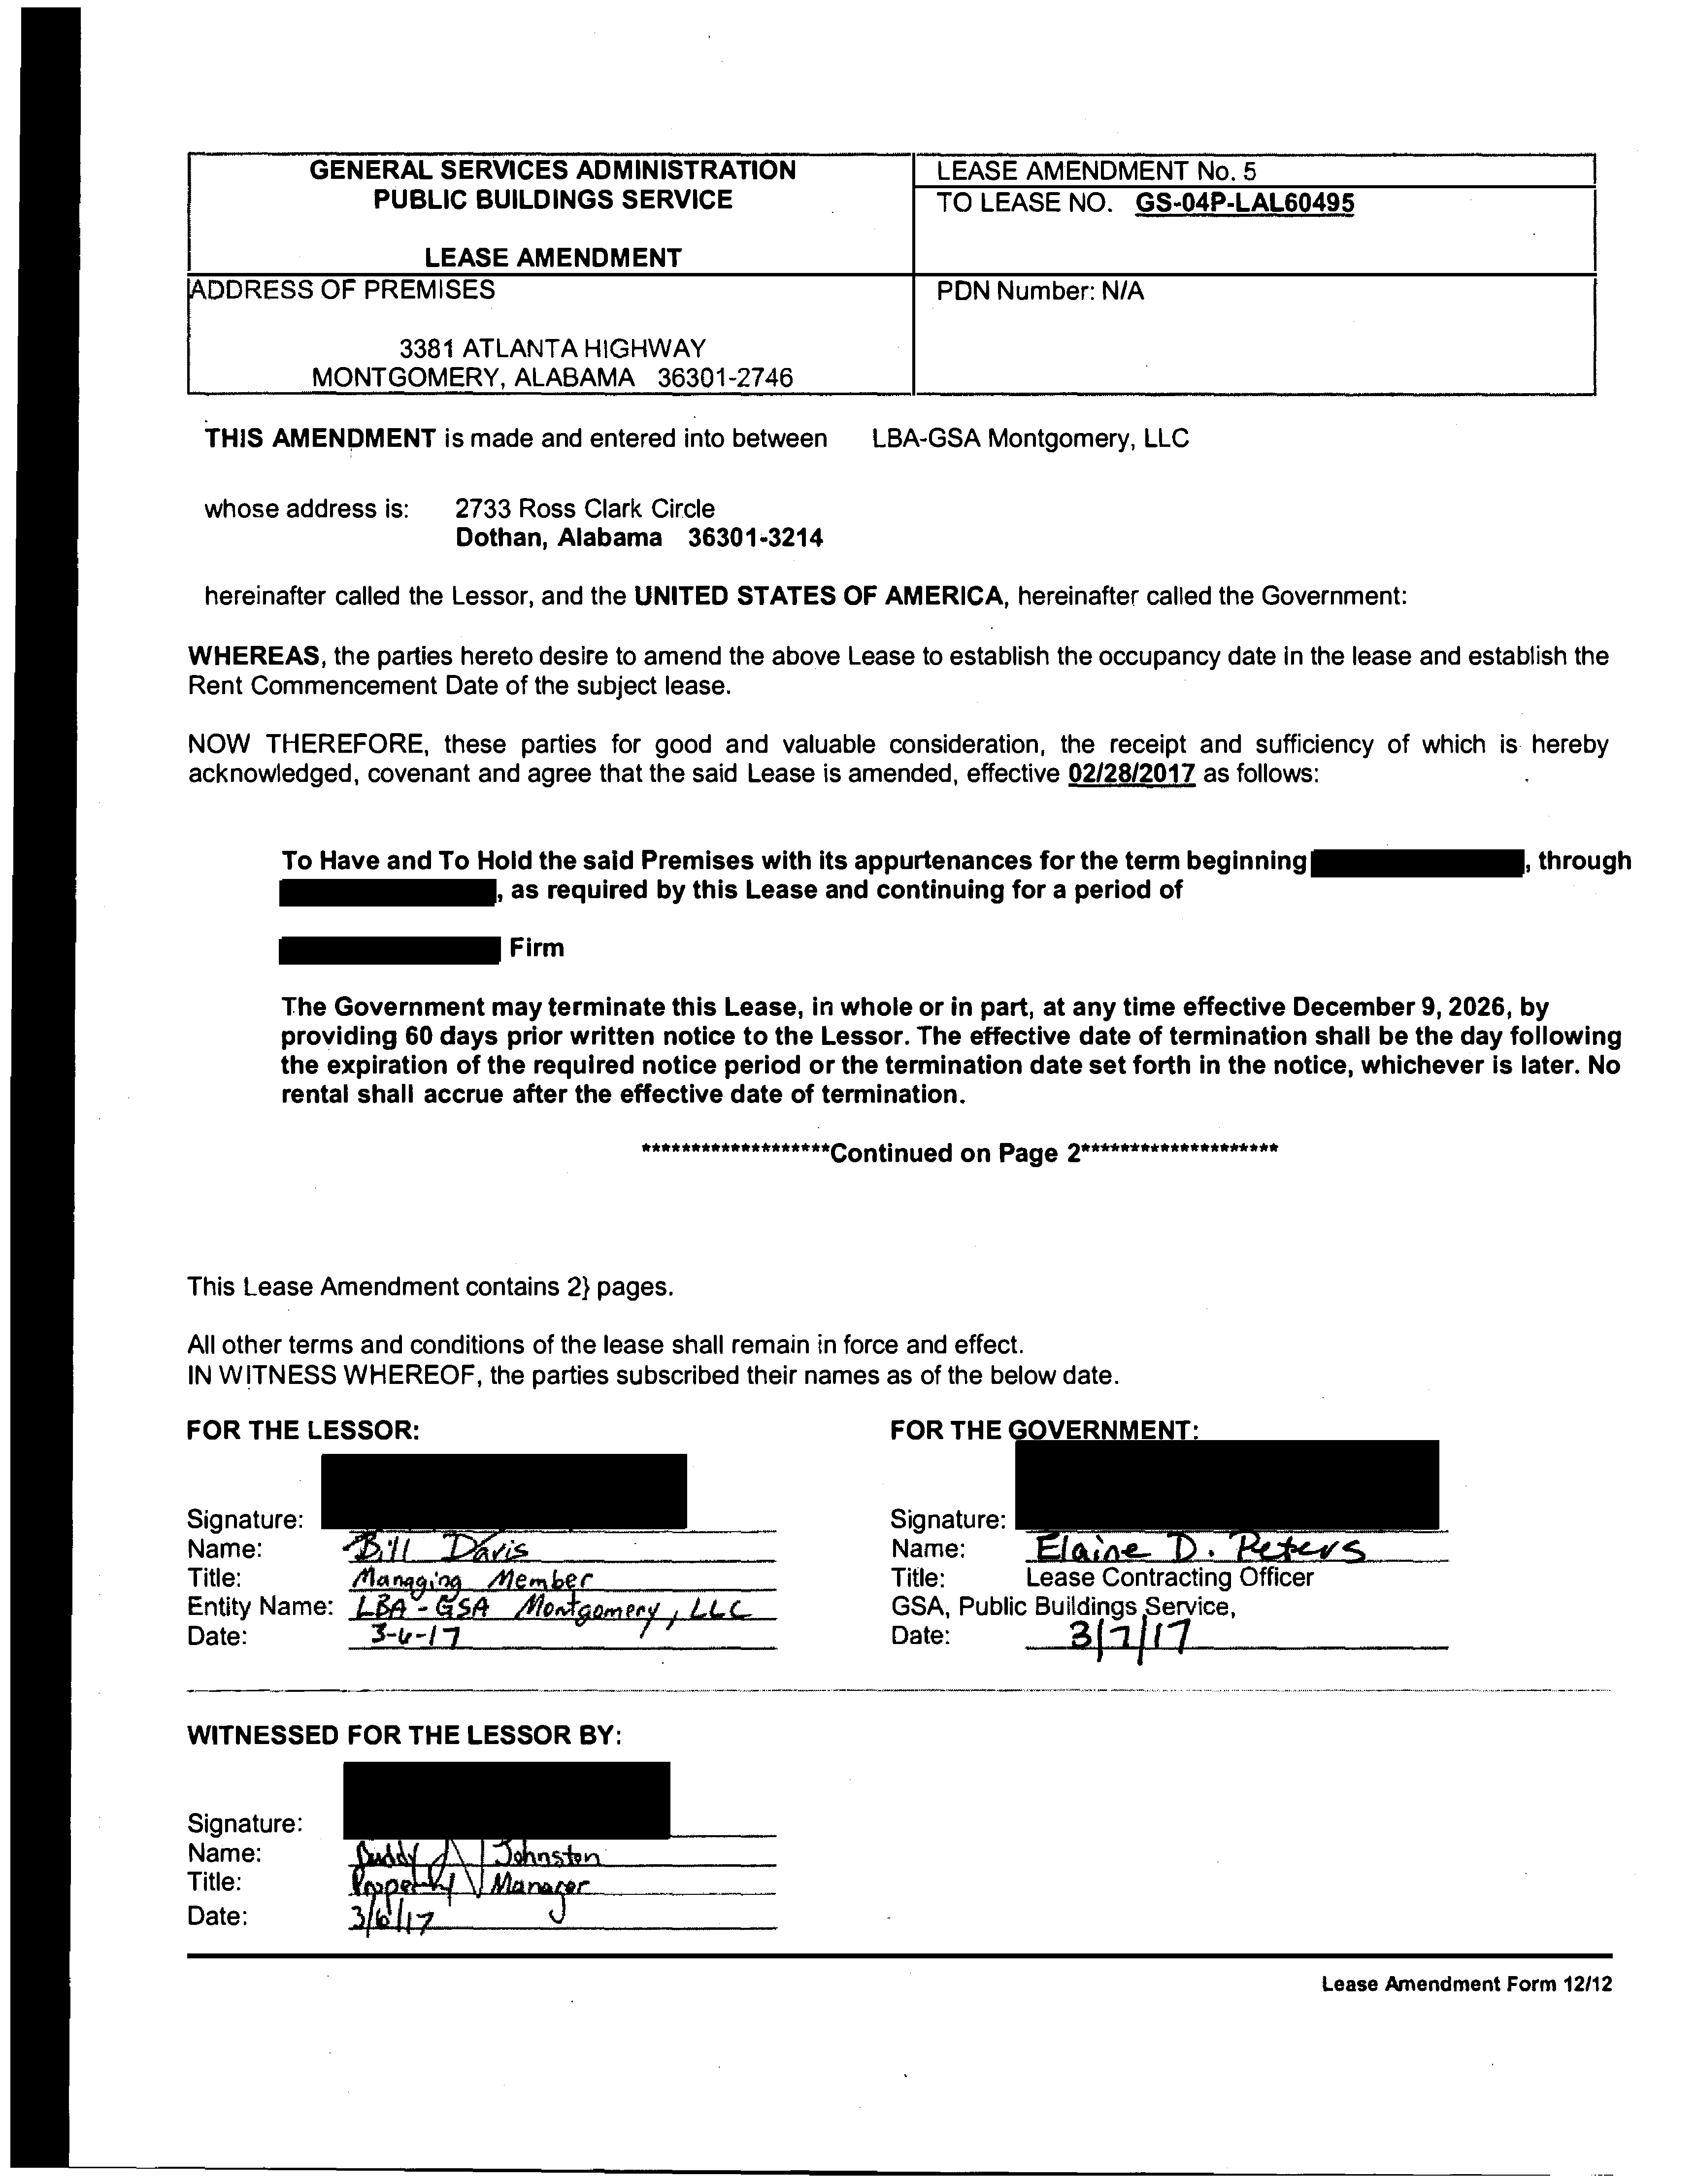 GENERAL SERVICES ADMINISTRATION
PUBLIC BUILDINGS SERVICE
LEASE AMENDMENT
LEASE AMENDMENT No. 5
TO LEASE NO. GS-04P-LAL60495
ADDRESS OF PREMISES
3381 ATLANTA HIGHWAY
MONTGOMERY, ALABAMA 36301-2746
PDN Number: N/A
THIS AMENDMENT is made and entered into between LBA-GSA Montgomery, LLC
whose address is: 2733 Ross Clark Circle
Dothan, Alabama 36301-3214
hereinafter called the Lessor, and the UNITED STATES OF AMERICA, hereinafter called the Government:
WHEREAS, the parties hereto desire to amend the above Lease to establish the occupancy date in the lease and establish the
Rent Commencement Date of the subject lease.
NOW THEREFORE, these parties for good and valuable consideration, the receipt and sufficiency of which is hereby
acknowledged, covenant and agree that the said Lease is amended, effective 02/28/2017 as follows:
To Have and To Hold the said Premises with its appurtenances for the term beginning , through
, as required by this Lease and continuing for a period of
Firm
The Government may terminate this Lease, in whole or in part, at any time effective December 9, 2026, by
providing 60 days prior written notice to the Lessor. The effective date of termination shall be the day following
the expiration of the required notice period or the termination date set forth in the notice, whichever is later. No
rental shall accrue after the effective date of termination.
*******************Continued on Page 2********************
This Lease Amendment contains 2} pages.
All other terms and conditions of the lease shall remain in force and effect.
IN WITNESS WHEREOF, the parties subscribed their names as of the below date.
FOR THE LESSOR:
Signature:
Name: Bill Davis
Title: Managing Member
Entity Name: LBA-GSA Montgomery, LLC
Date: 3-6-17
FOR THE GOVERNMENT:
Signature:
Name: Elaine D. Peters
Title: Lease Contracting Officer
GSA, Public Buildings Service,
Date: 3/7/17
WITNESSED FOR THE LESSOR BY:
Signature:
Name: Johnston
Title: Property Manager
Date: 3/6/17
Lease Amendment Form 12/12